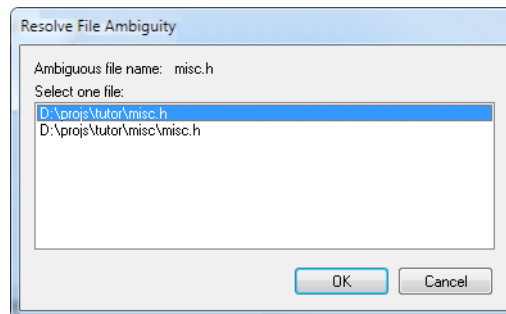 Resolve File Ambiguity
Ambiguous file name: misc.h
Select one file:
D:\projs\tutor\misc.h
D:\projs\tutor\misc\misc.h
OK Cancel